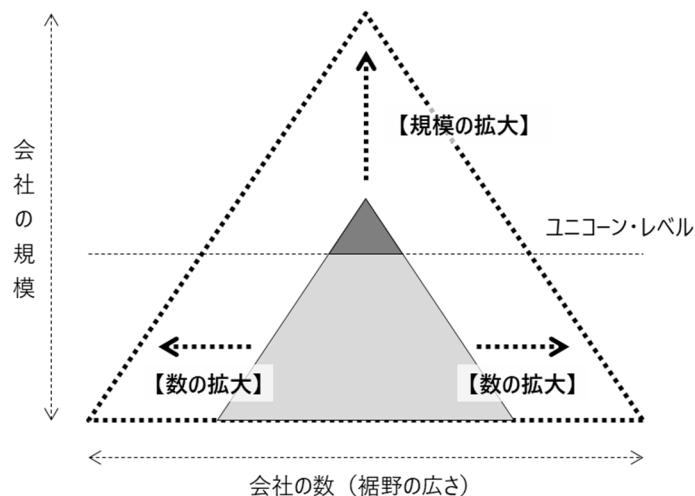 【規模の拡大】
会社の規模
ユニコーン・レベル
【数の拡大】
【数の拡大】
会社の数（裾野の広さ）